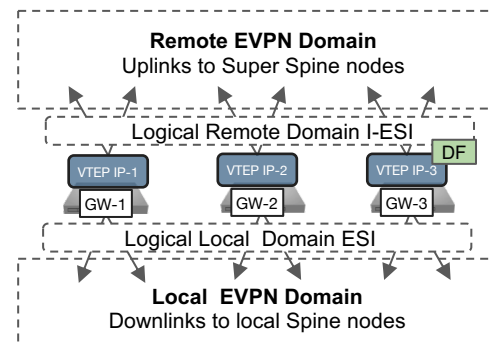 Remote EVPN Domain
Uplinks to Super Spine nodes
Logical Remote Domain I-ESI
DF
VTEP IP-1 VTEP IP-2 VTEP IP-3
GW-1 GW-2 GW-3
Logical Local Domain ESI
Local EVPN Domain
Downlinks to local Spine nodes